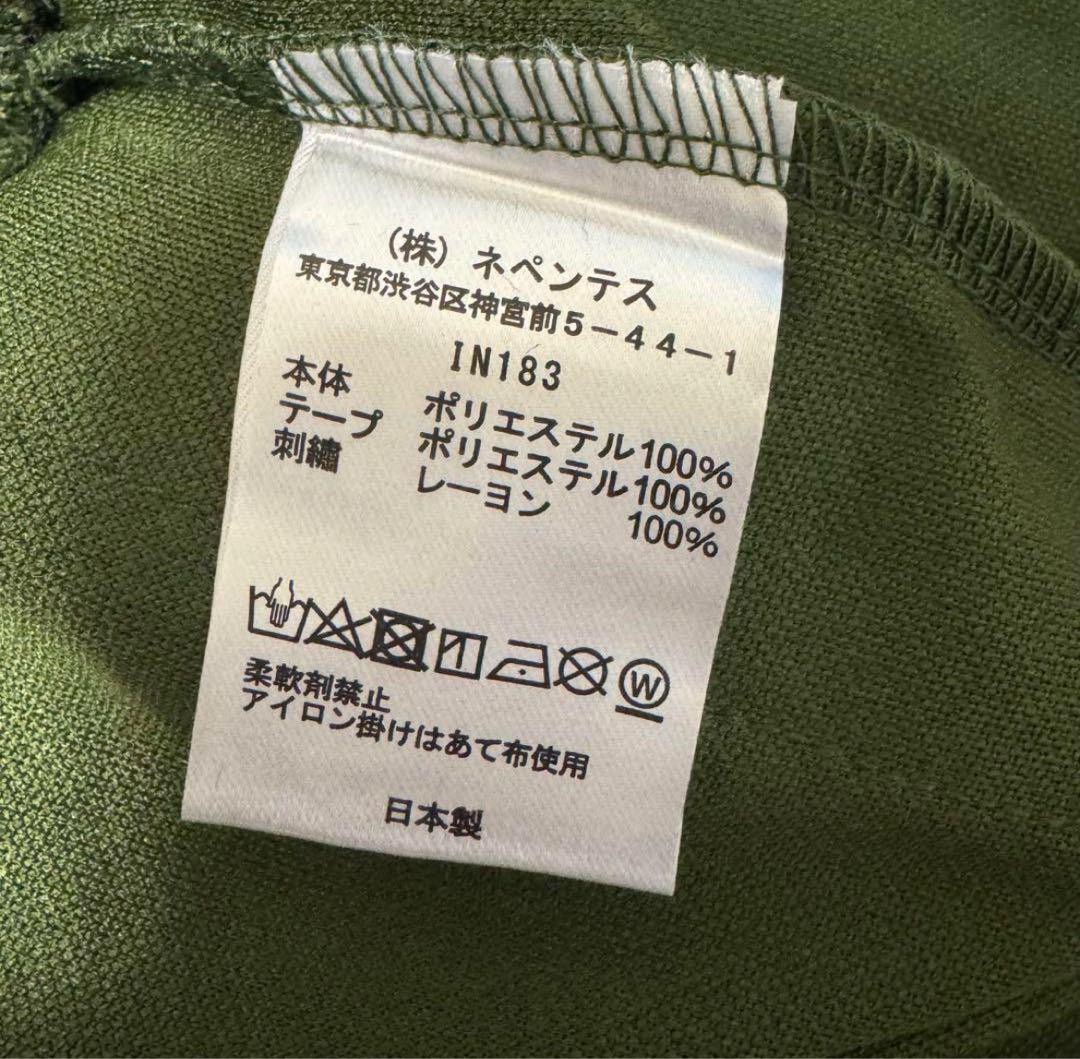 (株) ネペンテス
東京都渋谷区神宮前5-44-1
IN183
本体 ポリエステル100%
テープ ポリエステル100%
刺繍 レーヨン 100%
W
柔軟剤禁止
アイロン掛けはあて布使用
日本製